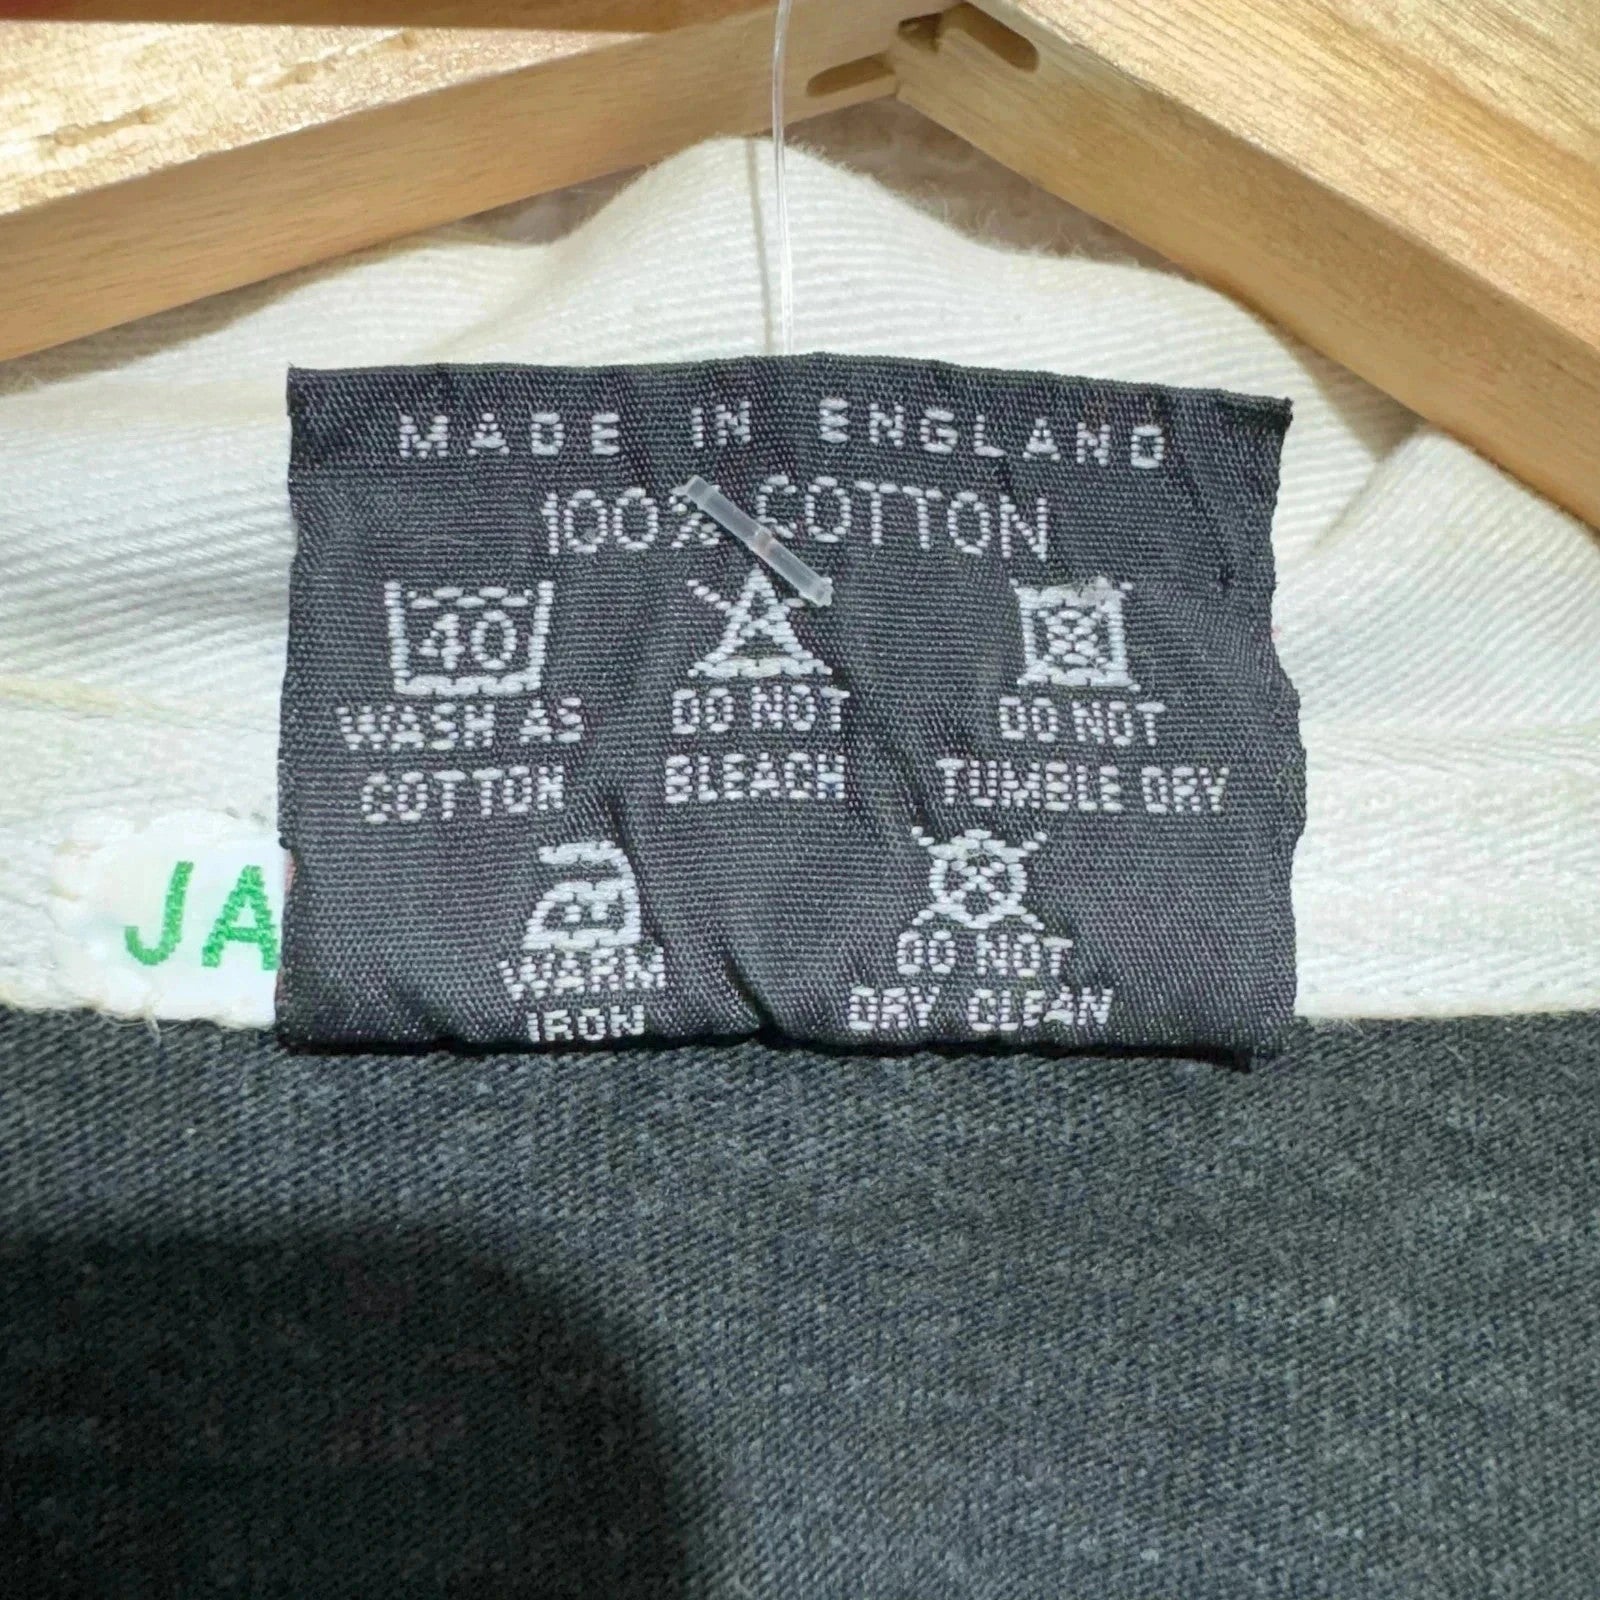 MADE IN ENGLAND
100% COTTON
40
WASH AS
COTTON
DO NOT
BLEACH
DO NOT
TUMBLE DRY
JA
WARM
IRON
DO NOT
DRY CLEAN